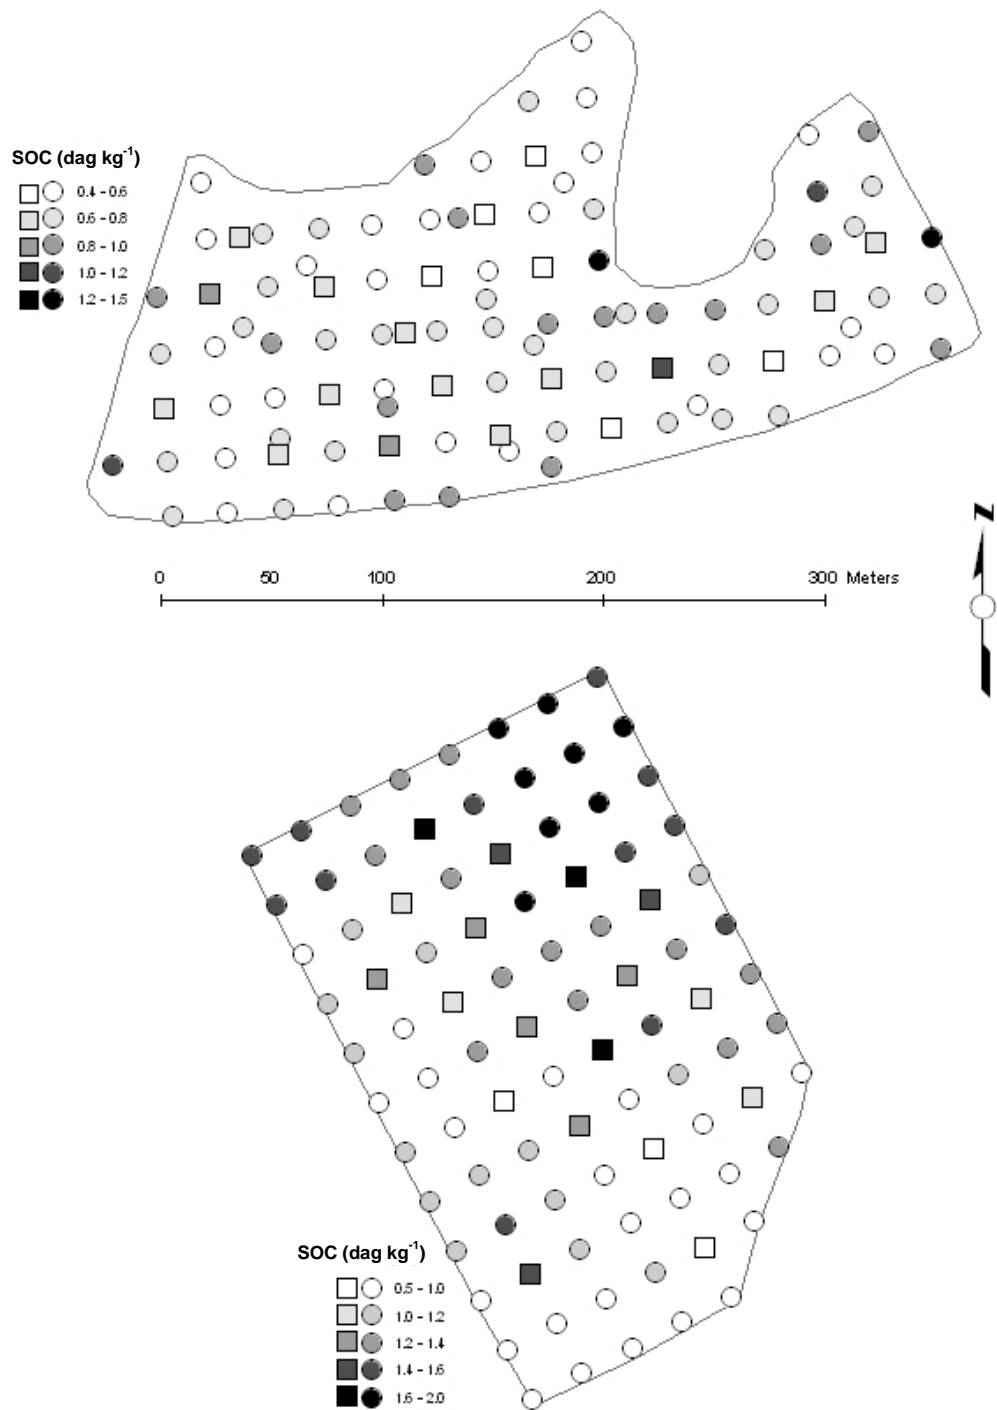 SOC (dag kg-1)
0.4 - 0.6
0.6 - 0.8
0.8 - 1.0
1.0 - 1.2
1.2 - 1.5
N
0 50 100 200 300 Meters
SOC (dag kg-1)
0.5 - 1.0
1.0 - 1.2
1.2 - 1.4
1.4 - 1.6
1.6 - 2.0